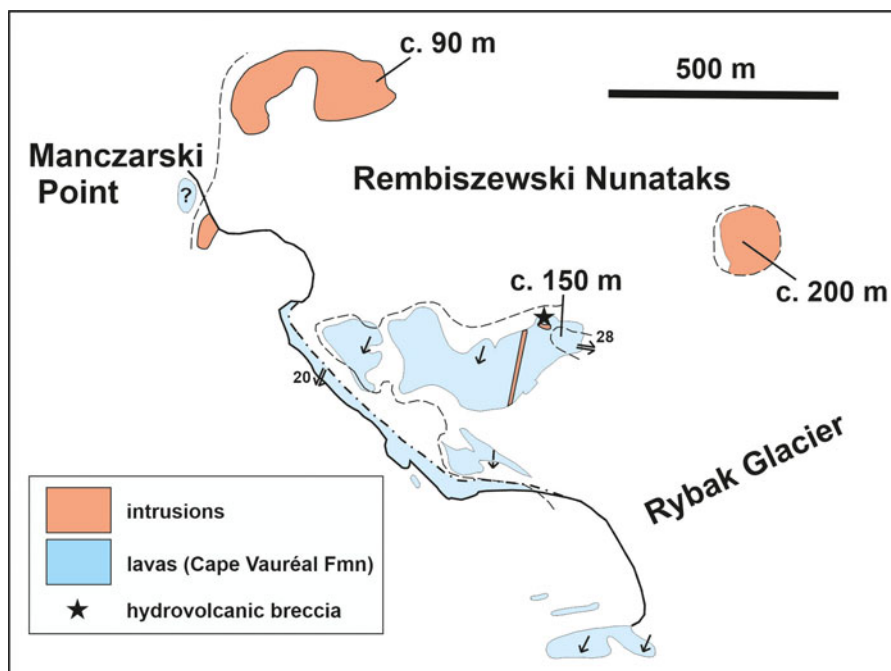 c. 90 m
500 m
Manczarski
Point
?
Rembiszewski Nunataks
c. 150 m
c. 200 m
28
20
Rybak Glacier
intrusions
lavas (Cape Vauréal Fmn)
hydrovolcanic breccia